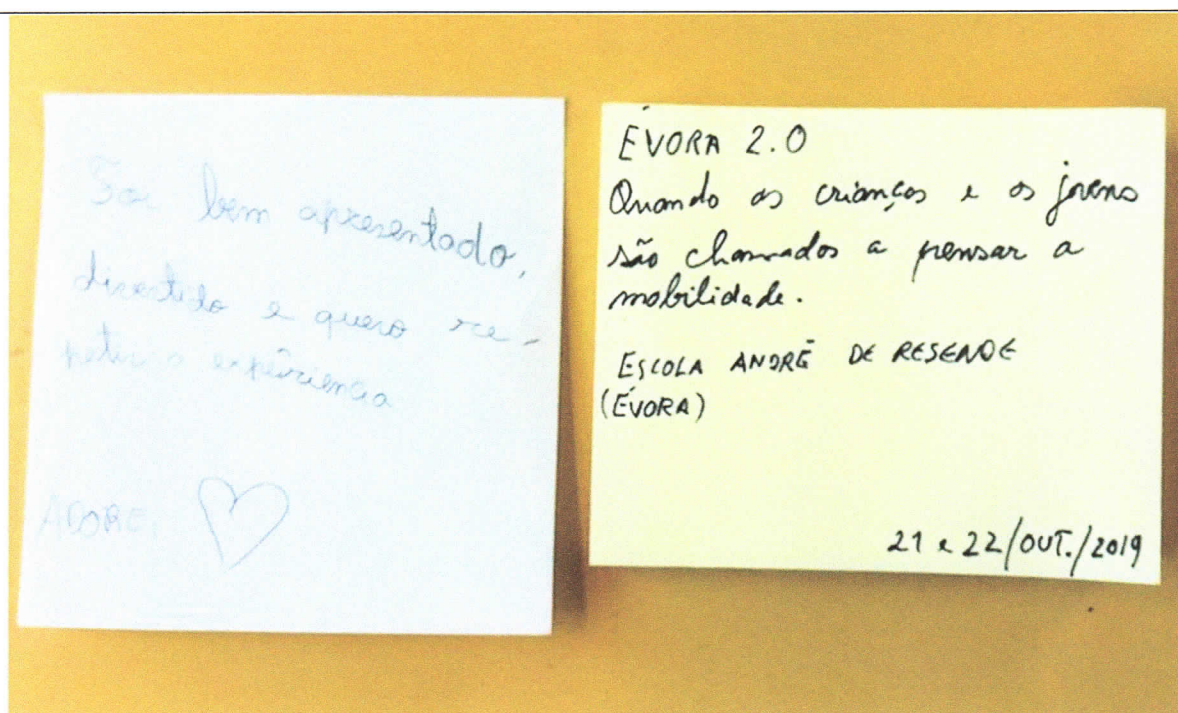 Foi bem apresentado,
divertido e quero re-
petir a expêriencia
ADOREI
ÉVORA 2.0
Quando as crianças e os jovens
são chamados a pensar a
mobilidade.
ESCOLA ANDRÉ DE RESENDE
(ÉVORA)
21 e 22/OUT./2019